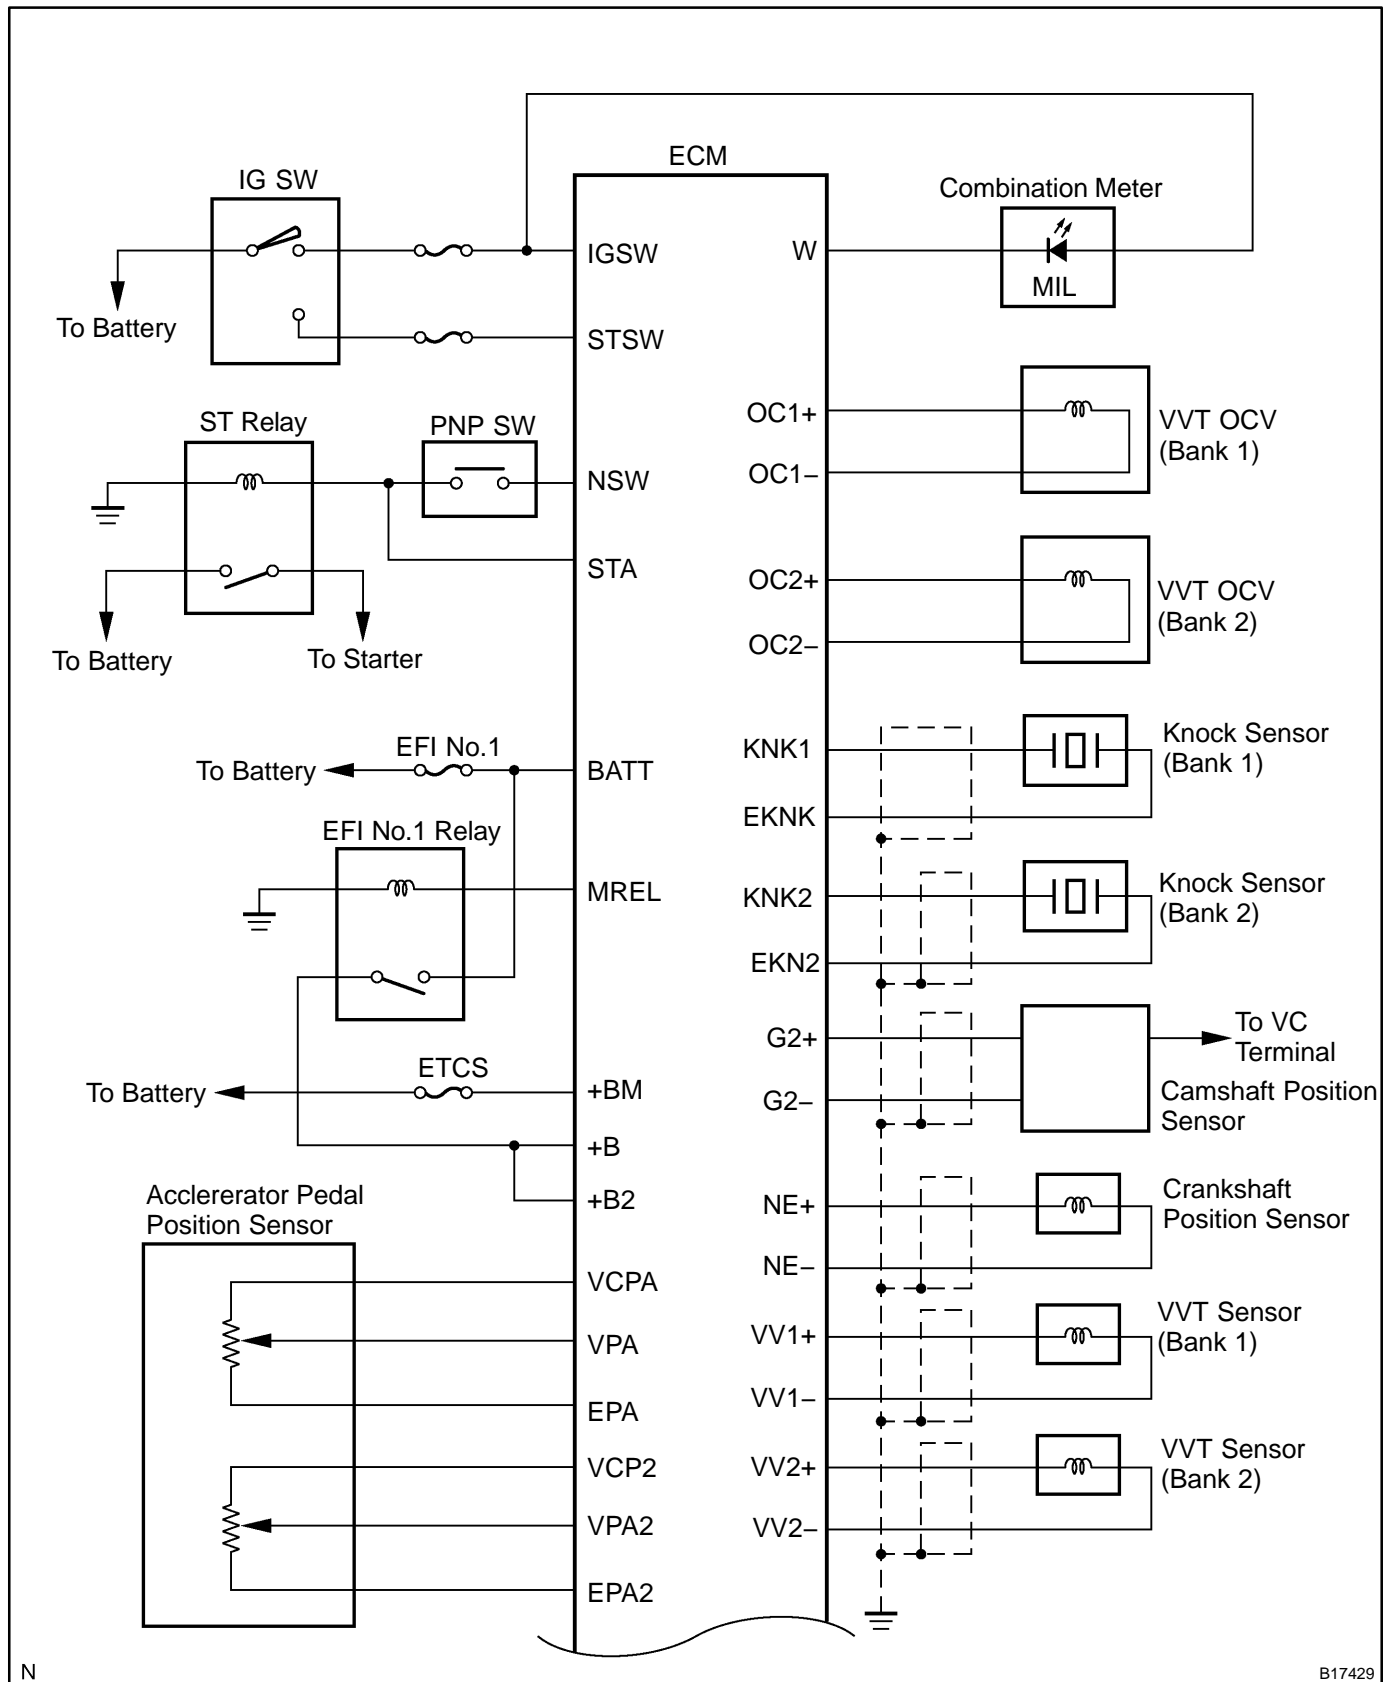 ECM
IG SW
Combination Meter
IGSW
W
MIL
To Battery
STSW
ST Relay
PNP SW
OC1+
VVT OCV
(Bank 1)
OC1–
NSW
STA
OC2+
VVT OCV
(Bank 2)
OC2–
To Battery
To Starter
EFI No.1
To Battery
BATT
KNK1
Knock Sensor
(Bank 1)
EKNK
EFI No.1 Relay
MREL
KNK2
Knock Sensor
(Bank 2)
EKN2
G2+
To VC
Terminal
ETCS
To Battery
+BM
G2–
Camshaft Position
Sensor
+B
+B2
Acclererator Pedal
Position Sensor
NE+
Crankshaft
Position Sensor
NE–
VCPA
VPA
VV1+
VVT Sensor
(Bank 1)
EPA
VV1–
VCP2
VV2+
VVT Sensor
(Bank 2)
VPA2
VV2–
EPA2
N
B17429